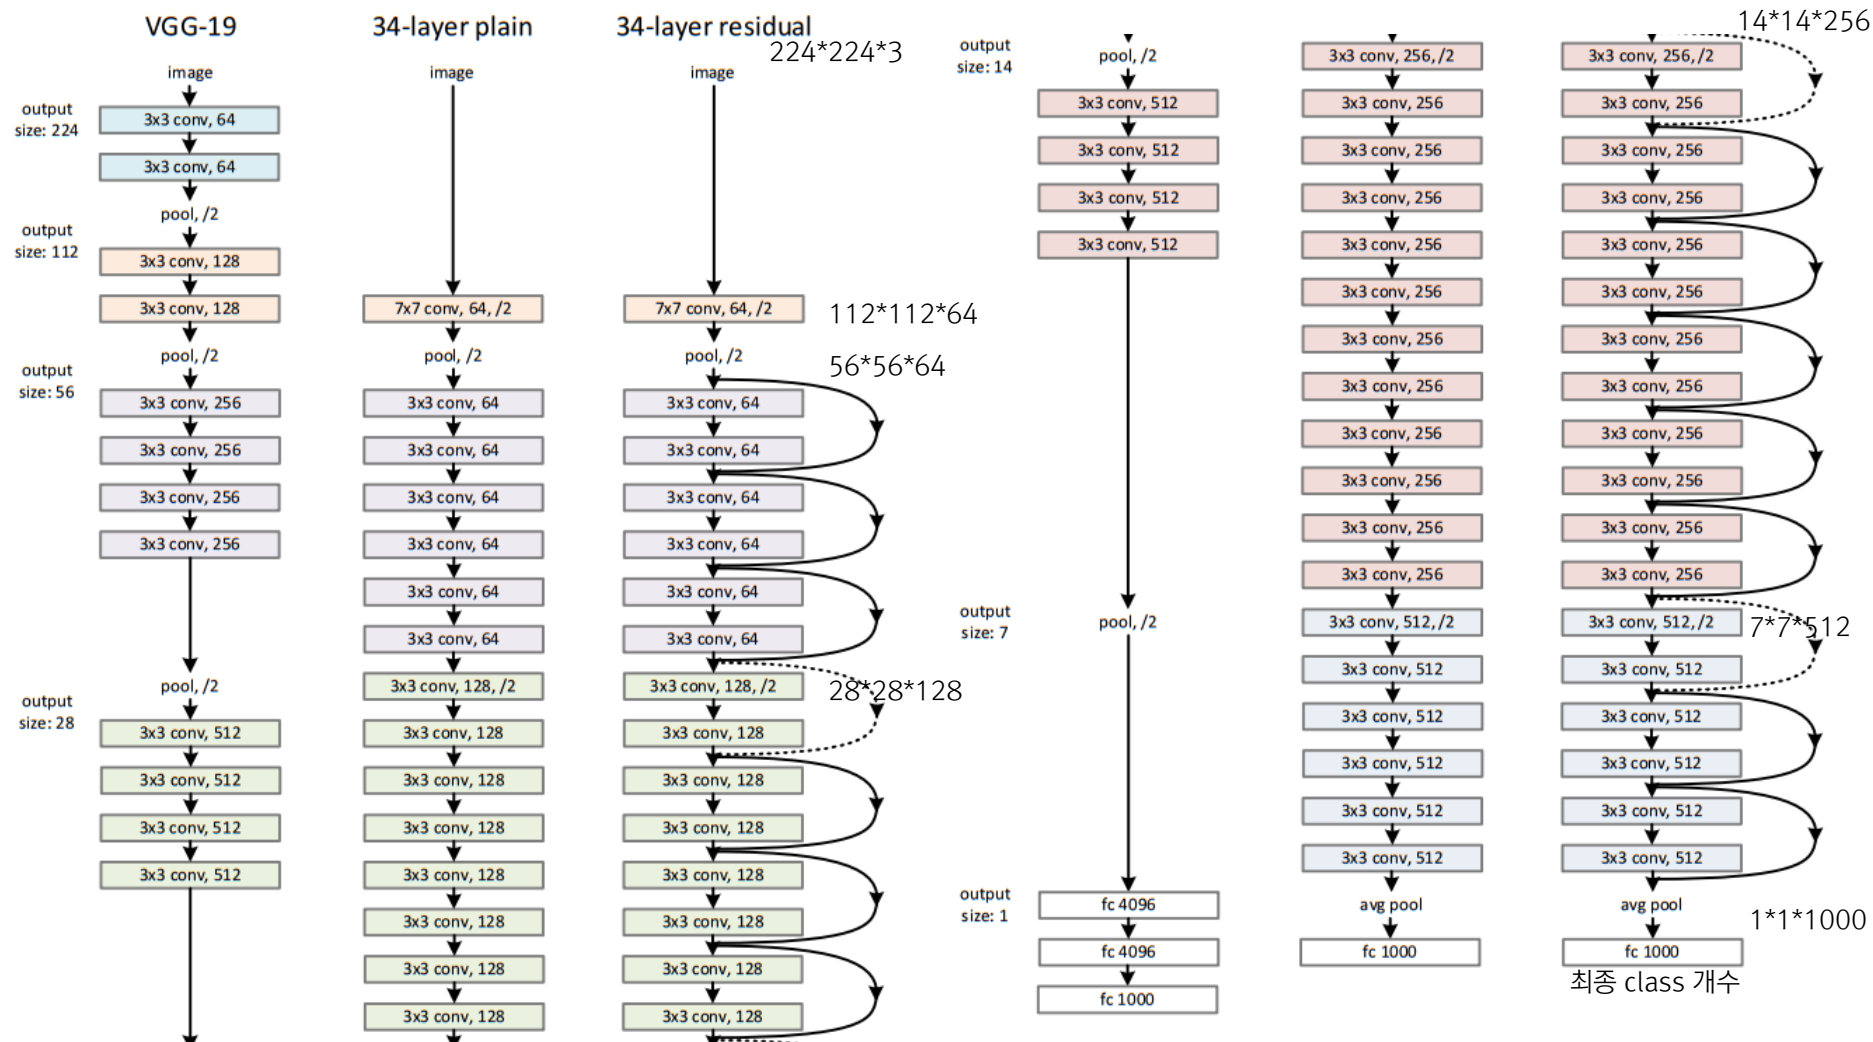 VGG-19
image
output
size: 224
3x3 conv, 64
3x3 conv, 64
pool, /2
output
size: 112
3x3 conv, 128
3x3 conv, 128
pool, /2
output
size: 56
3x3 conv, 256
3x3 conv, 256
3x3 conv, 256
3x3 conv, 256
pool, /2
output
size: 28
3x3 conv, 512
3x3 conv, 512
3x3 conv, 512
3x3 conv, 512
34-layer plain
image
7x7 conv, 64, /2
pool, /2
3x3 conv, 64
3x3 conv, 64
3x3 conv, 64
3x3 conv, 64
3x3 conv, 64
3x3 conv, 64
3x3 conv, 128, /2
3x3 conv, 128
3x3 conv, 128
3x3 conv, 128
3x3 conv, 128
3x3 conv, 128
3x3 conv, 128
3x3 conv, 128
34-layer residual
224*224*3
image
7x7 conv, 64, /2
112*112*64
pool, /2
56*56*64
3x3 conv, 64
3x3 conv, 64
3x3 conv, 64
3x3 conv, 64
3x3 conv, 64
3x3 conv, 64
3x3 conv, 128, /2
28*28*128
3x3 conv, 128
3x3 conv, 128
3x3 conv, 128
3x3 conv, 128
3x3 conv, 128
3x3 conv, 128
3x3 conv, 128
output
size: 14
pool, /2
3x3 conv, 512
3x3 conv, 512
3x3 conv, 512
3x3 conv, 512
output
size: 7
pool, /2
output
size: 1
fc 4096
fc 4096
fc 1000
3x3 conv, 256, /2
3x3 conv, 256
3x3 conv, 256
3x3 conv, 256
3x3 conv, 256
3x3 conv, 256
3x3 conv, 256
3x3 conv, 256
3x3 conv, 256
3x3 conv, 256
3x3 conv, 256
3x3 conv, 256
3x3 conv, 512, /2
3x3 conv, 512
3x3 conv, 512
3x3 conv, 512
3x3 conv, 512
3x3 conv, 512
avg pool
fc 1000
14*14*256
3x3 conv, 256, /2
3x3 conv, 256
3x3 conv, 256
3x3 conv, 256
3x3 conv, 256
3x3 conv, 256
3x3 conv, 256
3x3 conv, 256
3x3 conv, 256
3x3 conv, 256
3x3 conv, 256
3x3 conv, 256
3x3 conv, 512, /2
7*7*512
3x3 conv, 512
3x3 conv, 512
3x3 conv, 512
3x3 conv, 512
3x3 conv, 512
avg pool
1*1*1000
fc 1000
최종 class 개수